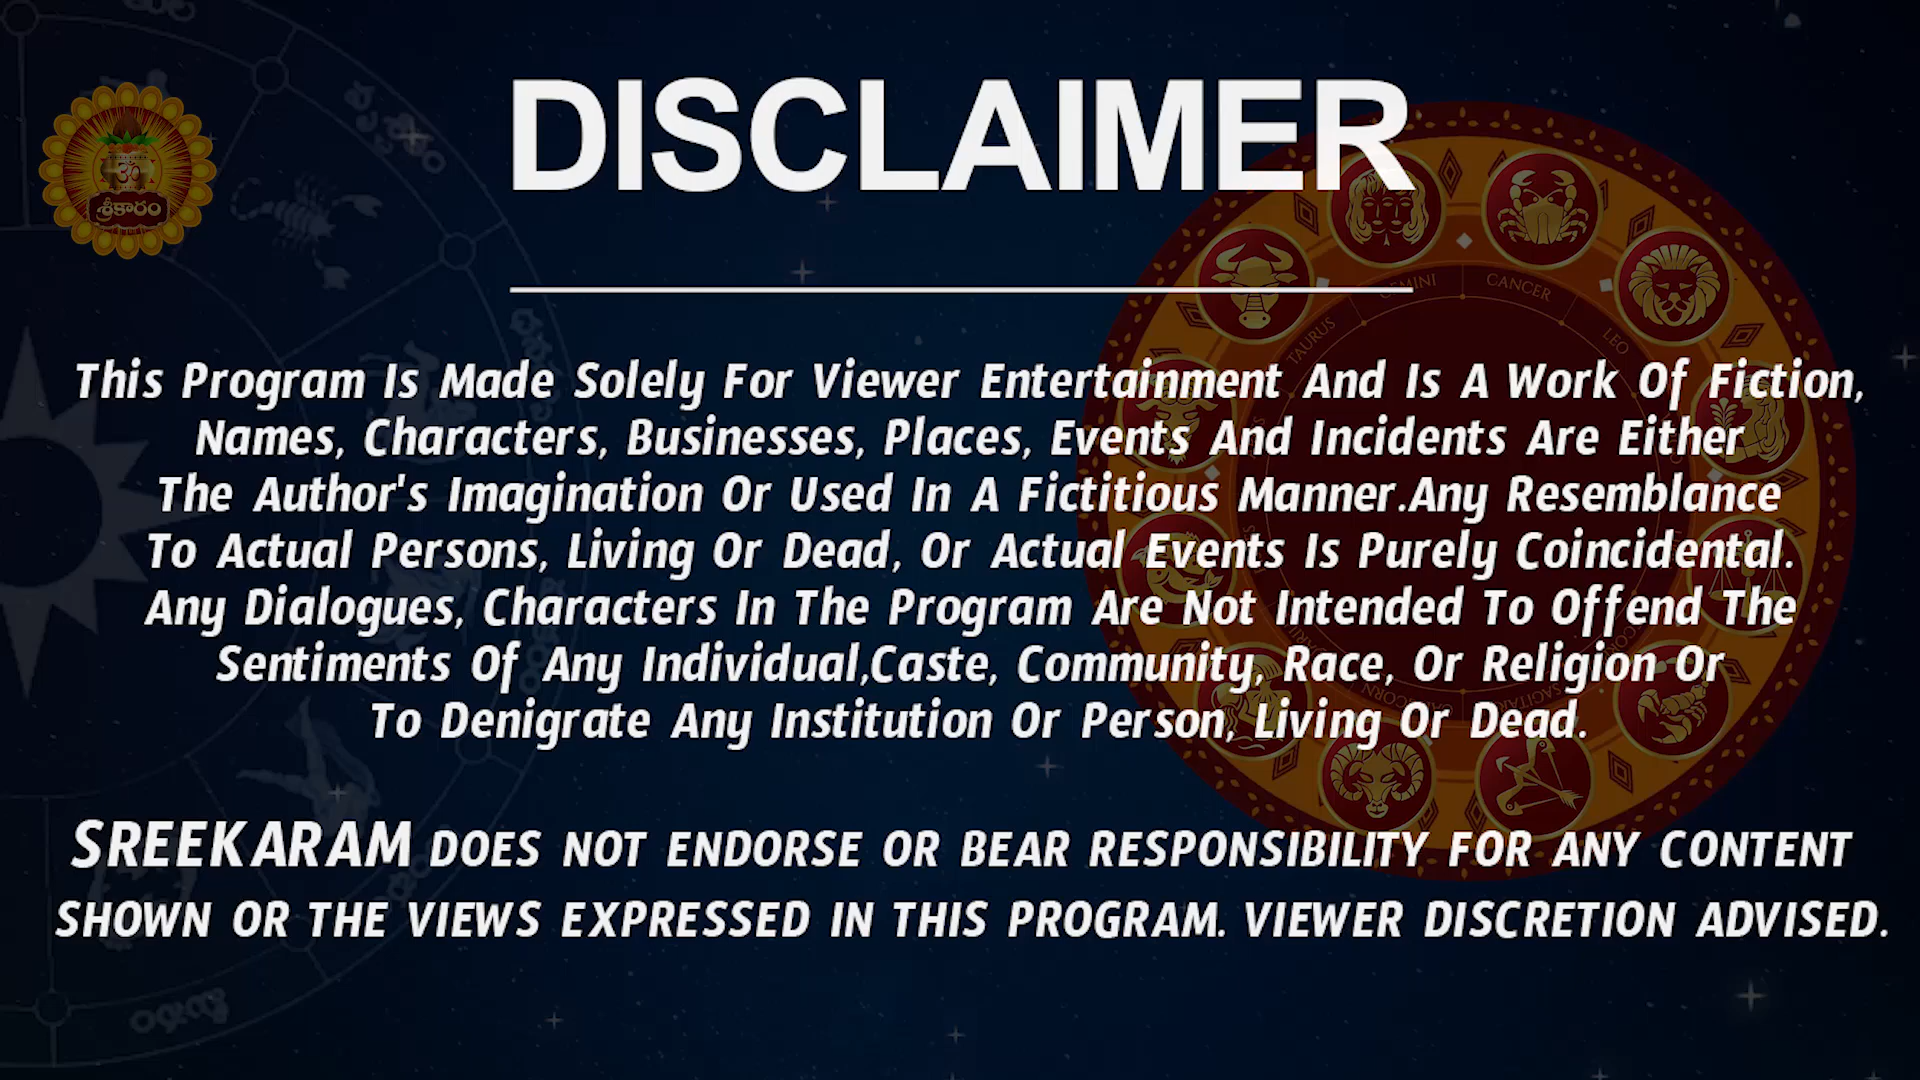 DISCLAIMER
ॐ
శ్రీకారం
GEMINI
CANCER
TAURUS
LEO
This Program Is Made Solely For Viewer Entertainment And Is A Work Of Fiction,
Names, Characters, Businesses, Places, Events And Incidents Are Either
The Author's Imagination Or Used In A Fictitious Manner.Any Resemblance
To Actual Persons, Living Or Dead, Or Actual Events Is Purely Coincidental.
Any Dialogues, Characters In The Program Are Not Intended To Offend The
Sentiments Of Any Individual,Caste, Community, Race, Or Religion Or
To Denigrate Any Institution Or Person, Living Or Dead.
SREEKARAM DOES NOT ENDORSE OR BEAR RESPONSIBILITY FOR ANY CONTENT
SHOWN OR THE VIEWS EXPRESSED IN THIS PROGRAM. VIEWER DISCRETION ADVISED.